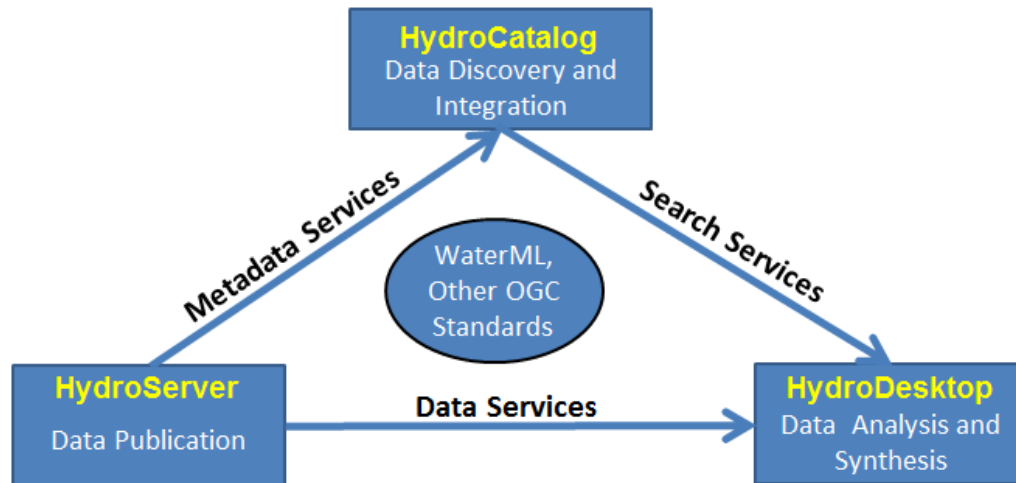 HydroCatalog
Data Discovery and
Integration
Metadata Services
Search Services
WaterML,
Other OGC
Standards
HydroServer
Data Publication
Data Services
HydroDesktop
Data Analysis and
Synthesis